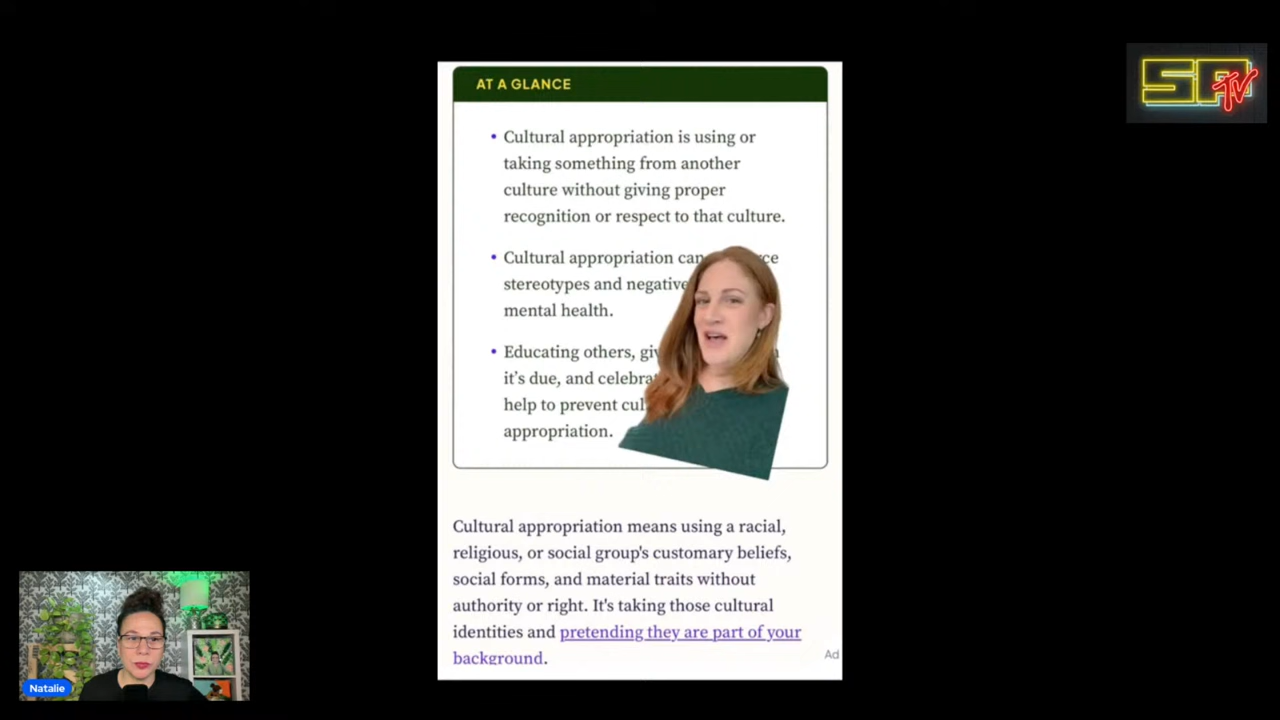 AT A GLANCE
SPTV
• Cultural appropriation is using or
taking something from another
culture without giving proper
recognition or respect to that culture.
• Cultural appropriation can
stereotypes and negative
mental health.
• Educating others,
it's due, and
help to prevent
appropriation.
Cultural appropriation means using a racial,
religious, or social group's customary beliefs,
social forms, and material traits without
authority or right. It's taking those cultural
identities and pretending they are part of your
background.
Ad
Natalie